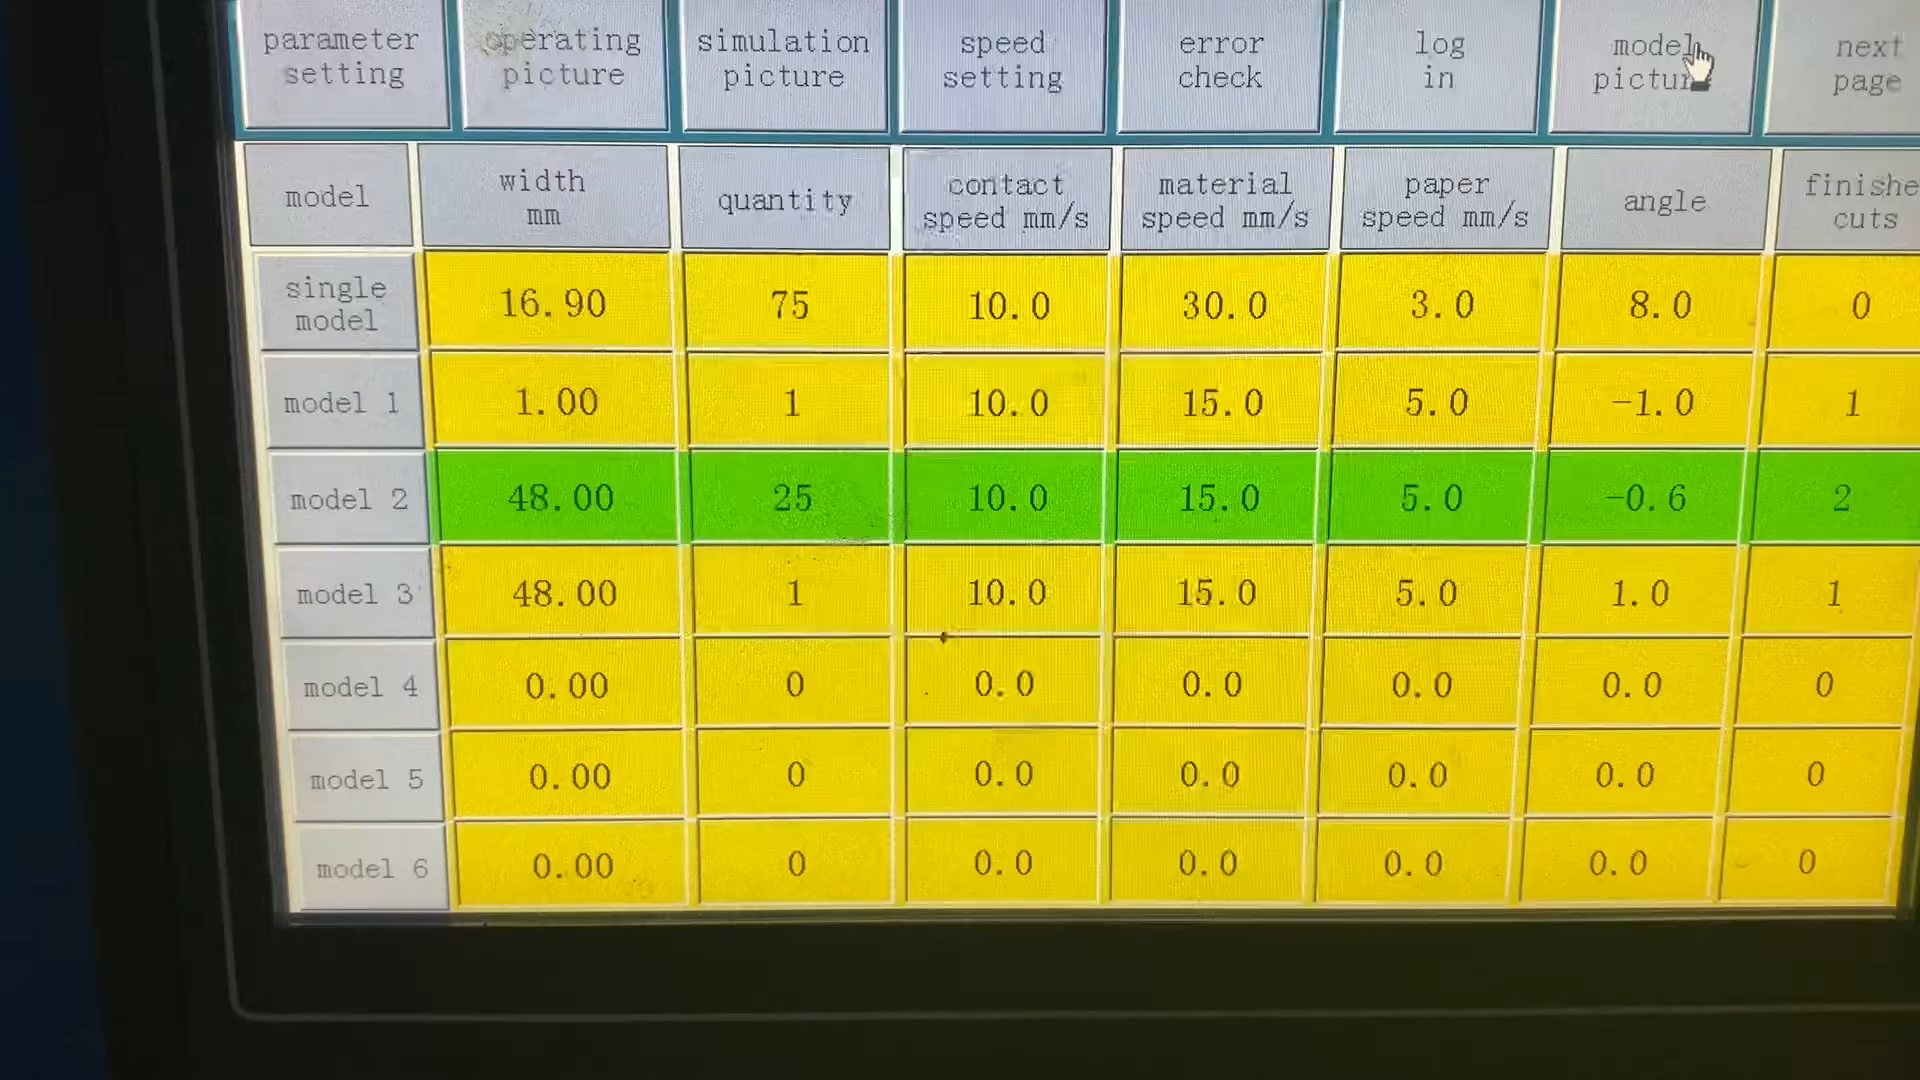 parameter setting
operating picture
simulation picture
speed setting
error check
log in
model
next page
model
width mm
quantity
contact speed mm/s
material speed mm/s
paper speed mm/s
angle
cuts
single model 16.90 75 10.0 30.0 3.0 8.0 0
model 1 1.00 1 10.0 15.0 5.0 -1.0 1
model 2 48.00 25 10.0 15.0 5.0 -0.6 2
model 3 48.00 1 10.0 15.0 5.0 1.0 1
model 4 0.00 0 0.0 0.0 0.0 0.0 0
model 5 0.00 0 0.0 0.0 0.0 0.0 0
model 6 0.00 0 0.0 0.0 0.0 0.0 0